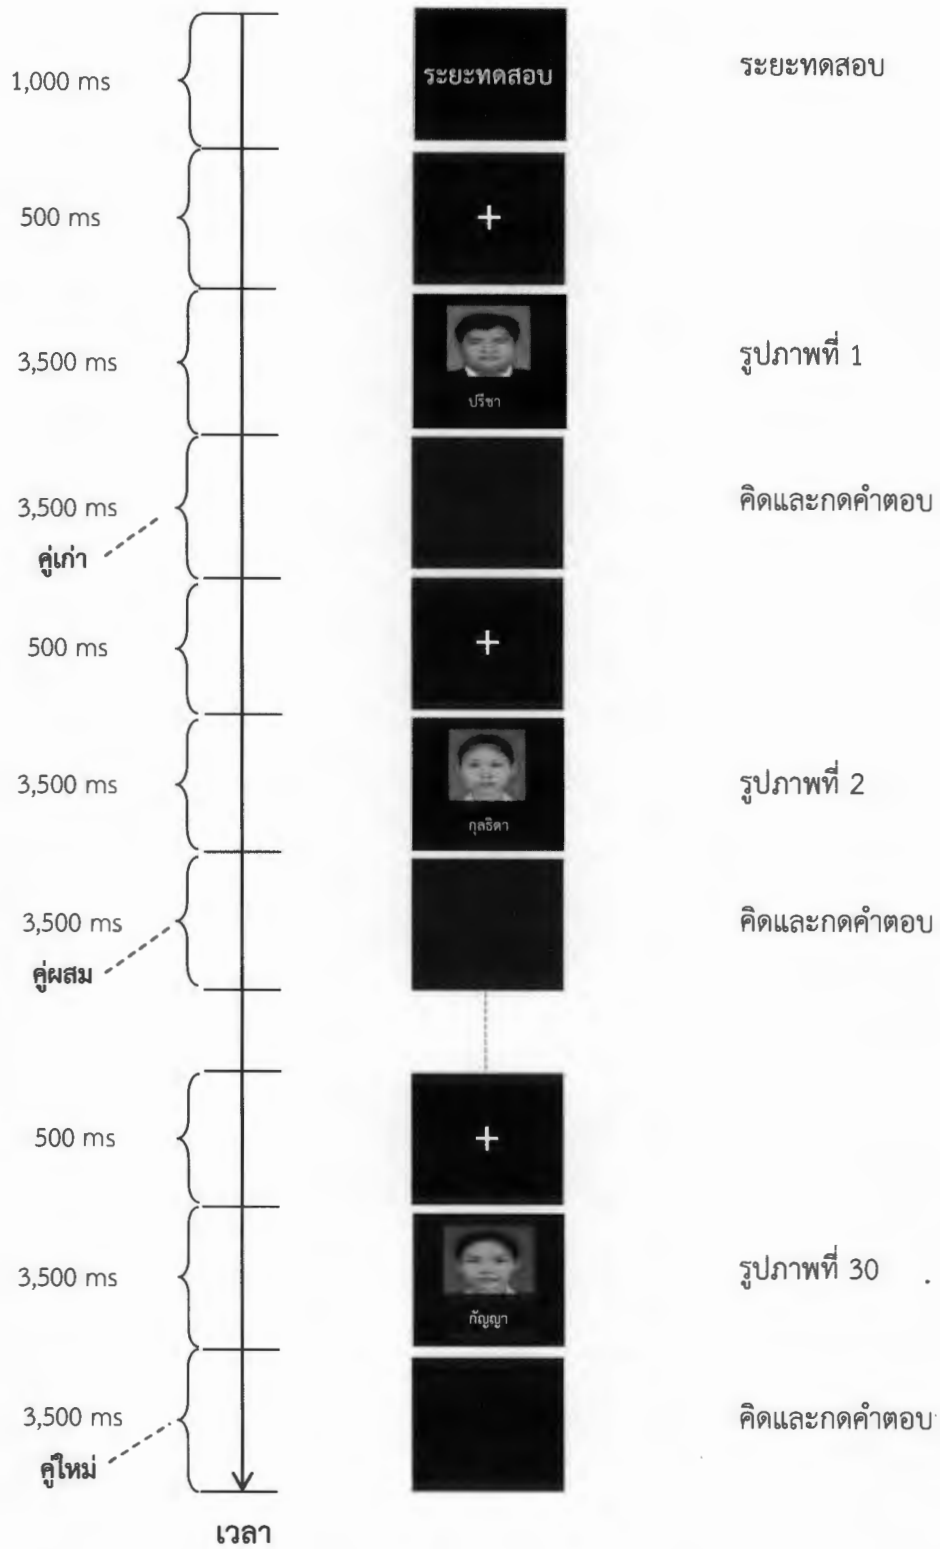 1,000 ms
ระยะทดสอบ
ระยะทดสอบ
500 ms
+
3,500 ms
ปรีชา
รูปภาพที่ 1
3,500 ms
คู่เก่า
คิดและกดคำตอบ
500 ms
+
3,500 ms
กุลธิดา
รูปภาพที่ 2
3,500 ms
คู่ผสม
คิดและกดคำตอบ
500 ms
+
3,500 ms
กัญญา
รูปภาพที่ 30
3,500 ms
คู่ใหม่
คิดและกดคำตอบ
เวลา